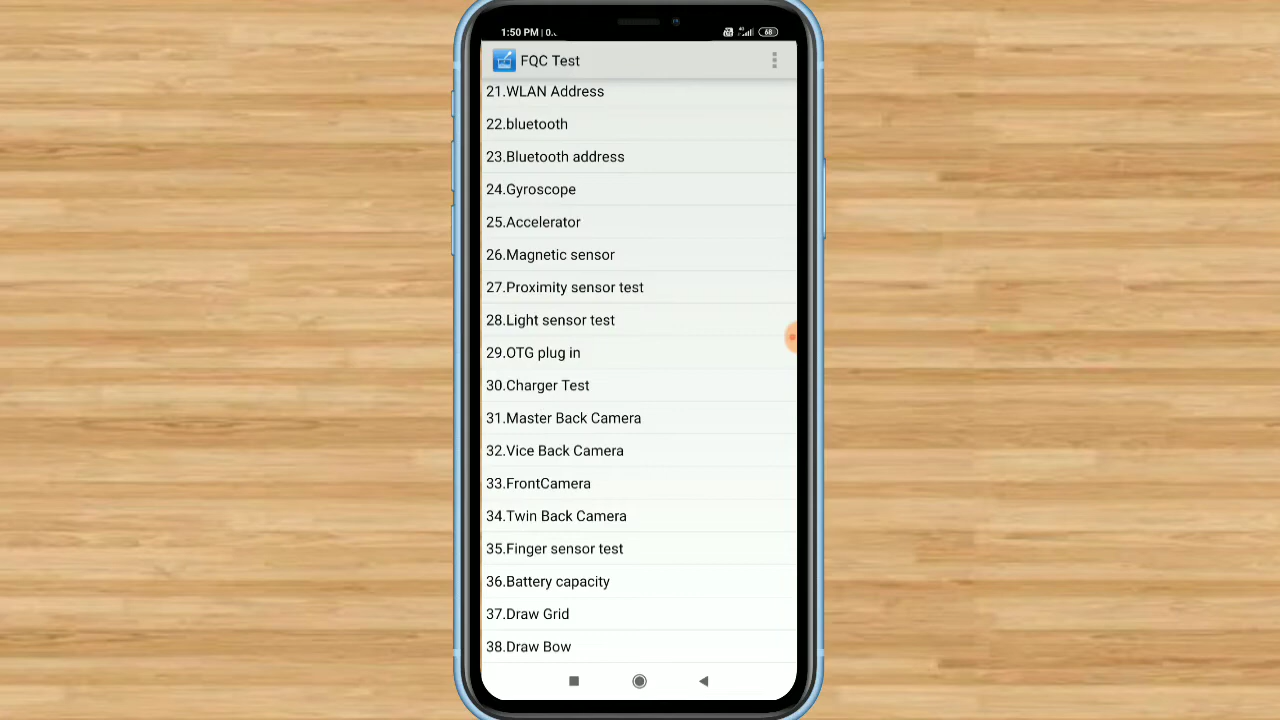 1:50 PM | 0..
68
FQC Test
21.WLAN Address
22.bluetooth
23.Bluetooth address
24.Gyroscope
25.Accelerator
26.Magnetic sensor
27.Proximity sensor test
28.Light sensor test
29.OTG plug in
30.Charger Test
31.Master Back Camera
32.Vice Back Camera
33.FrontCamera
34.Twin Back Camera
35.Finger sensor test
36.Battery capacity
37.Draw Grid
38.Draw Bow